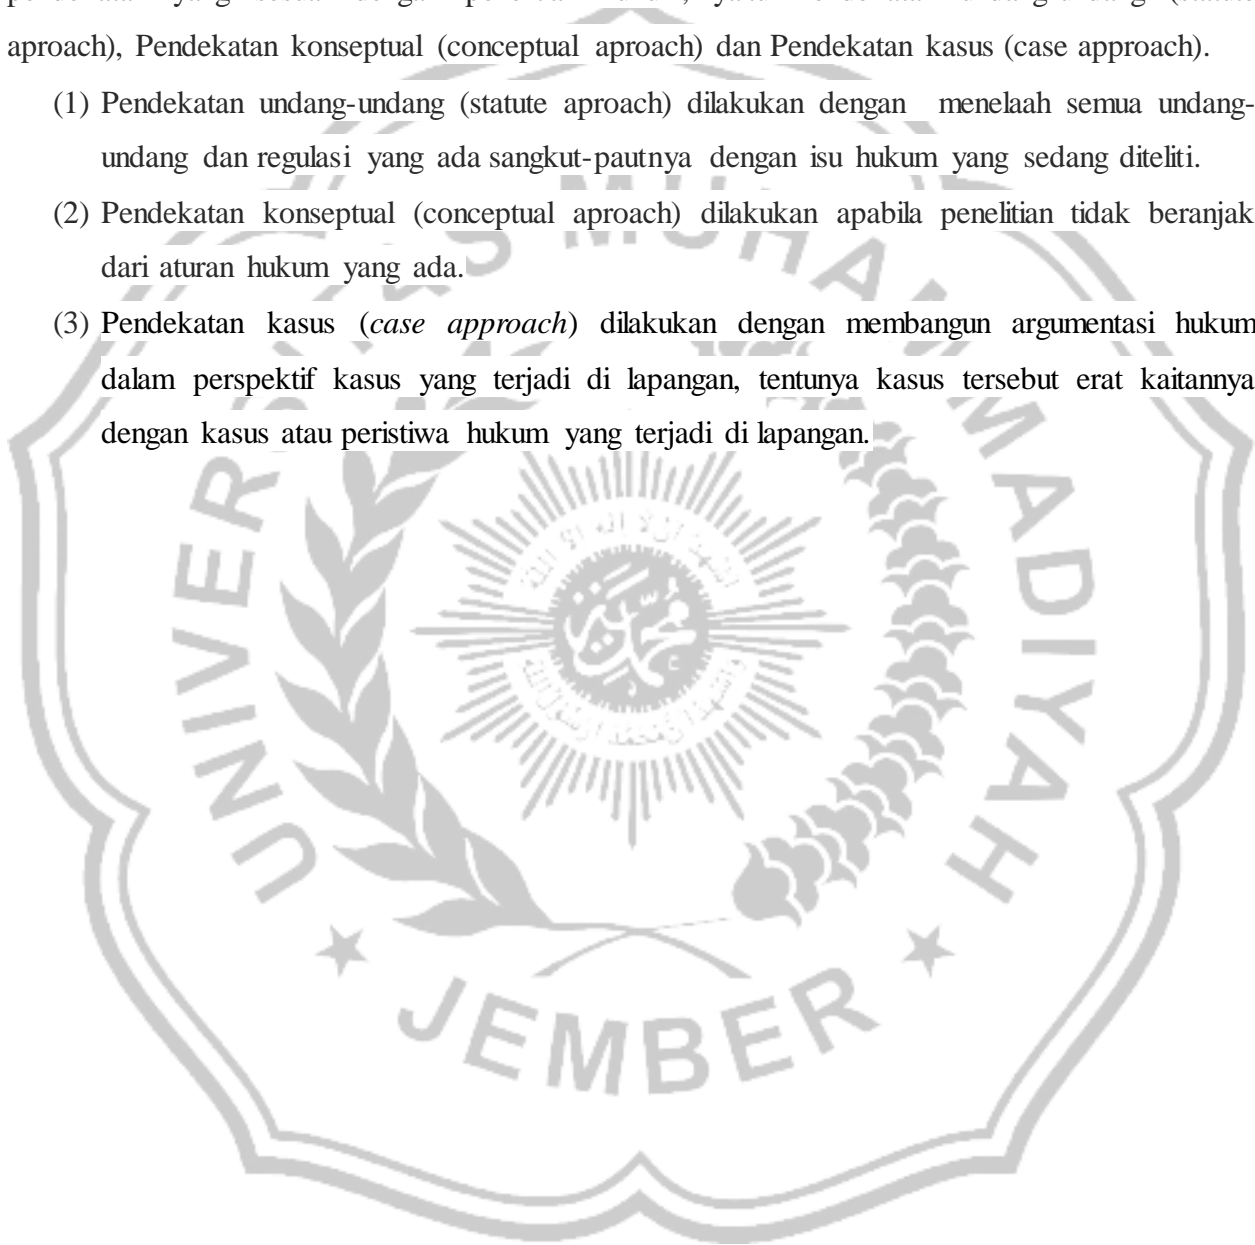 aproach), Pendekatan konseptual (conceptual aproach) dan Pendekatan kasus (case approach).
(1) Pendekatan undang-undang (statute aproach) dilakukan dengan menelaah semua undang-
undang dan regulasi yang ada sangkut-pautnya dengan isu hukum yang sedang diteliti.
(2) Pendekatan konseptual (conceptual aproach) dilakukan apabila penelitian tidak beranjak
dari aturan hukum yang ada.
(3) Pendekatan kasus (case approach) dilakukan dengan membangun argumentasi hukum
dalam perspektif kasus yang terjadi di lapangan, tentunya kasus tersebut erat kaitannya
dengan kasus atau peristiwa hukum yang terjadi di lapangan.
UNIVERSITAS MUHAMMADIYAH
JEMBER